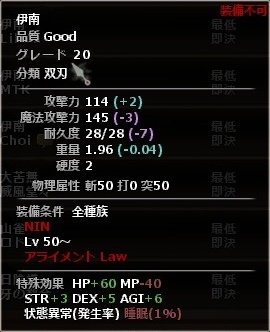 装備不可
伊南
品質 Good
グレード 20
分類 双刃
攻撃力 114 (+2)
魔法攻撃力 145 (-3)
耐久度 28/28 (-7)
重量 1.96 (-0.04)
硬度 2
物理属性 斬50 打0 突50
装備条件 全種族
NIN
Lv 50～
アライメント Law
特殊効果 HP+60 MP-40
STR+3 DEX+5 AGI+6
状態異常(発生率) 睡眠(1%)